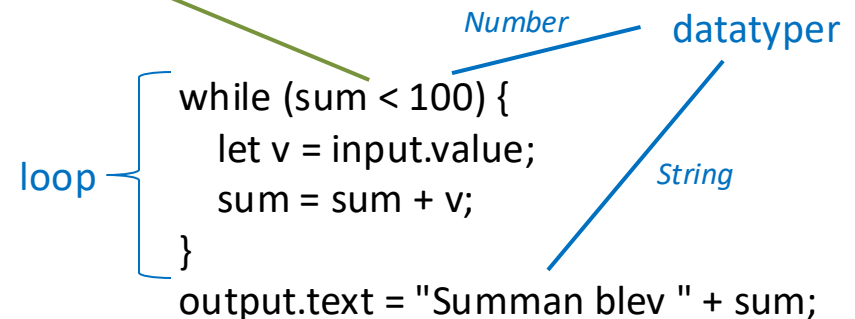 Number
datatyper
while (sum < 100) {
let v = input.value;
loop
String
sum = sum + v;
}
output.text = "Summan blev " + sum;